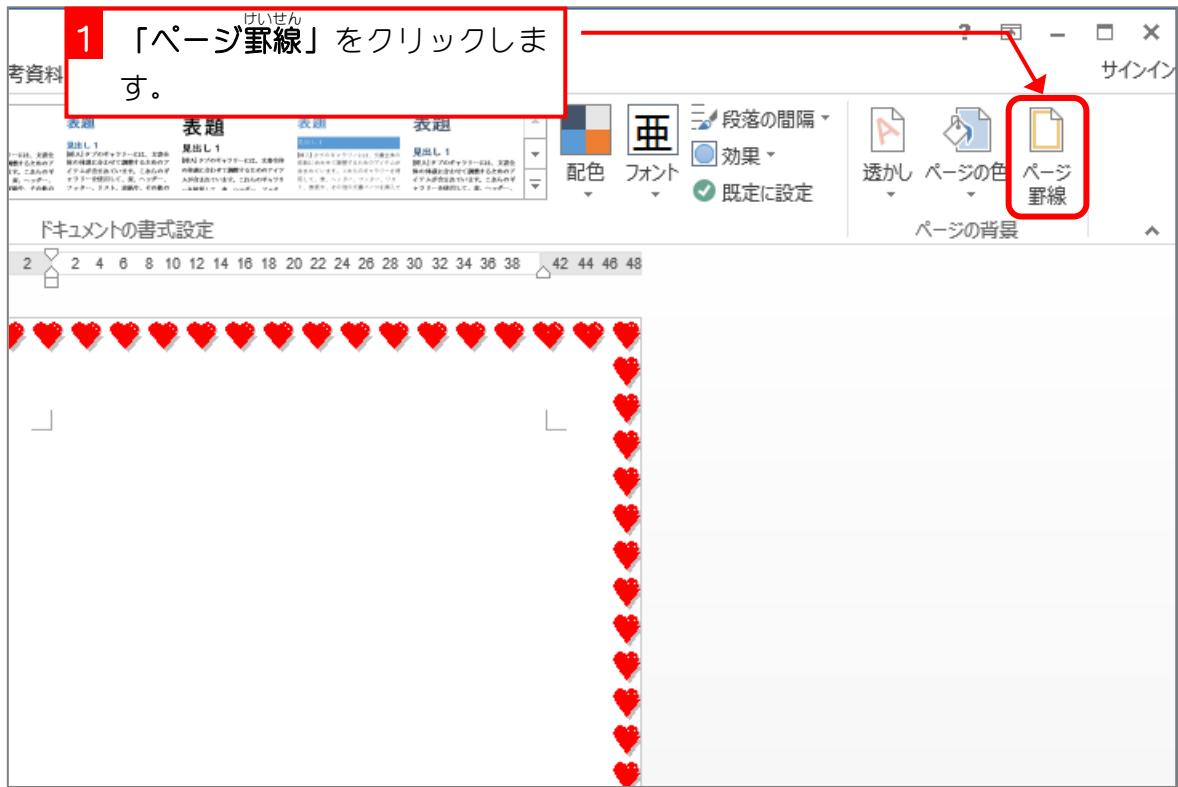 けいせん
1 「ページ罫線」をクリックしま
す。
?
サインイン
考資料
表題 表題 表題 表題
見出し 1 見出し 1 見出し 1 見出し 1
亜
配色 フォント
段落の間隔
効果
既定に設定
A
透かし ページの色 ページ
罫線
ドキュメントの書式設定 ページの背景
2 2 4 6 8 10 12 14 16 18 20 22 24 26 28 30 32 34 36 38 42 44 46 48